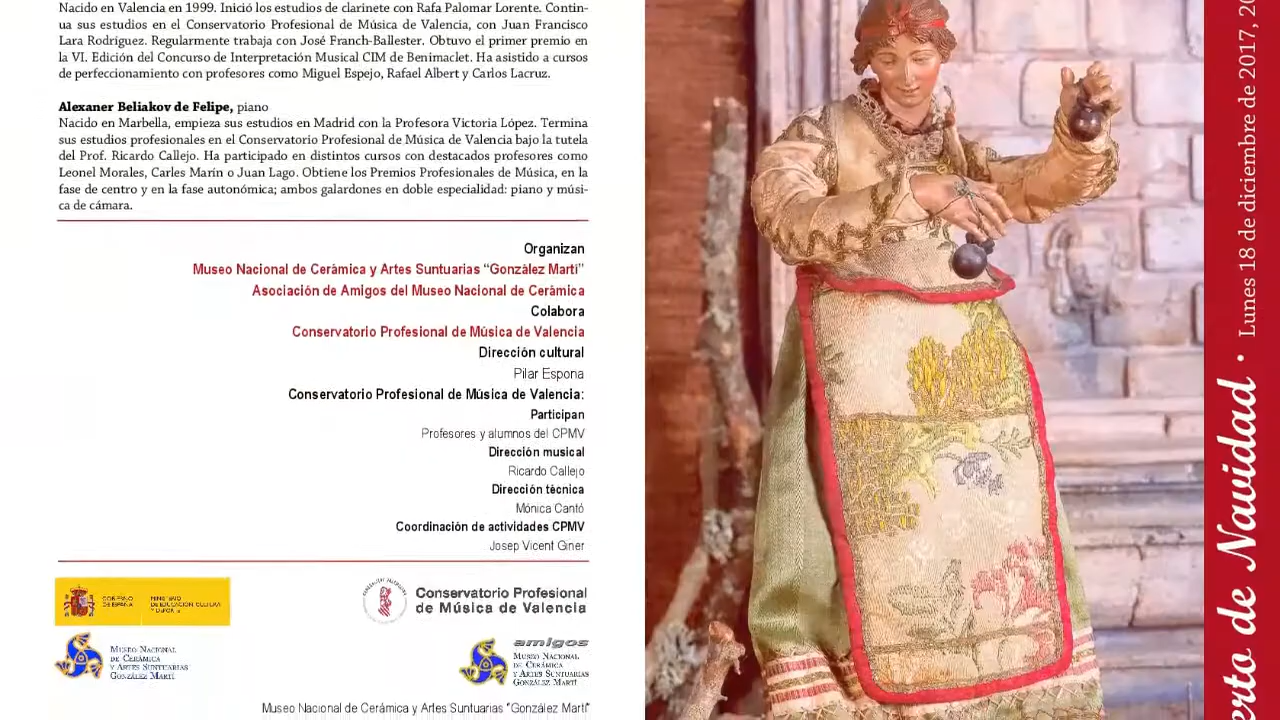 Nacido en Valencia en 1999. Inició los estudios de clarinete con Rafa Palomar Lorente. Contin-
ua sus estudios en el Conservatorio Profesional de Música de Valencia, con Juan Francisco
Lara Rodríguez. Regularmente trabaja con José Franch-Ballester. Obtuvo el primer premio en
la VI. Edición del Concurso de Interpretación Musical CIM de Benimaclet. Ha asistido a cursos
de perfeccionamiento con profesores como Miguel Espejo, Rafael Albert y Carlos Lacruz.
Alexaner Beliakov de Felipe, piano
Nacido en Marbella, empieza sus estudios en Madrid con la Profesora Victoria López. Termina
sus estudios profesionales en el Conservatorio Profesional de Música de Valencia bajo la tutela
del Prof. Ricardo Callejo. Ha participado en distintos cursos con destacados profesores como
Leonel Morales, Carles Marín o Juan Lago. Obtiene los Premios Profesionales de Música, en la
fase de centro y en la fase autonómica; ambos galardones en doble especialidad: piano y músi-
ca de cámara.
Organizan
Museo Nacional de Cerámica y Artes Suntuarias “González Martí”
Asociación de Amigos del Museo Nacional de Cerámica
Colabora
Conservatorio Profesional de Música de Valencia
Dirección cultural
Pilar Espona
Conservatorio Profesional de Música de Valencia:
Participan
Profesores y alumnos del CPMV
Dirección musical
Ricardo Callejo
Dirección técnica
Mónica Cantó
Coordinación de actividades CPMV
Josep Vicent Giner
GOBIERNO
DE ESPAÑA
MINISTERIO
DE EDUCACIÓN, CULTURA
Y DEPORTE
Conservatorio Profesional
de Música de Valencia
Museo Nacional
de Cerámica
y Artes Suntuarias
González Martí
amigos
Museo Nacional
de Cerámica
y Artes Suntuarias
González Martí
Museo Nacional de Cerámica y Artes Suntuarias “González Martí”
erto de Navidad • Lunes 18 de diciembre de 2017, 20